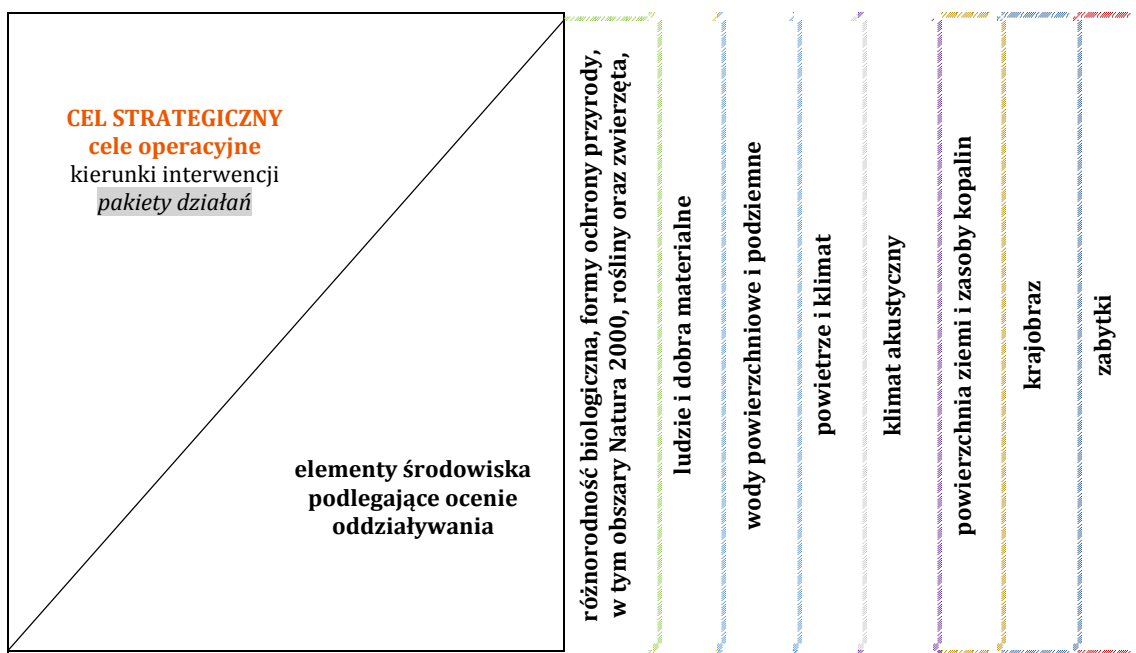 CEL STRATEGICZNY
cele operacyjne
kierunki interwencji
pakiety działań
elementy środowiska
podlegające ocenie
oddziaływania
różnorodność biologiczna, formy ochrony przyrody,
w tym obszary Natura 2000, rośliny oraz zwierzęta,
ludzie i dobra materialne
wody powierzchniowe i podziemne
powietrze i klimat
klimat akustyczny
powierzchnia ziemi i zasoby kopalin
krajobraz
zabytki